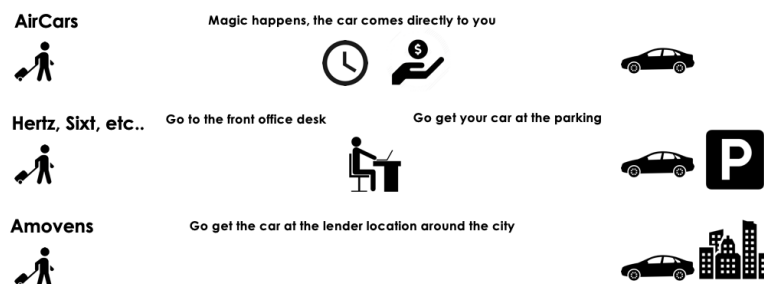 AirCars
Magic happens, the car comes directly to you
$
Hertz, Sixt, etc..
Go to the front office desk
Go get your car at the parking
P
Amovens
Go get the car at the lender location around the city